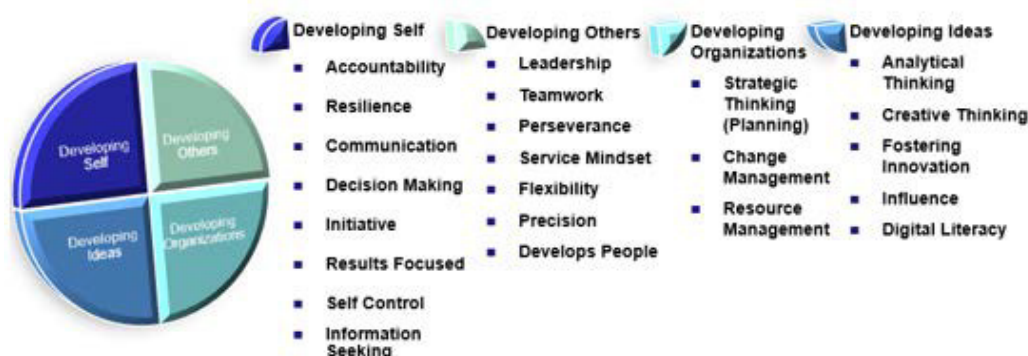 Developing
Self
Developing
Others
Developing
Ideas
Developing
Organizations
Developing Self
Accountability
Resilience
Communication
Decision Making
Initiative
Results Focused
Self Control
Information
Seeking
Developing Others
Leadership
Teamwork
Perseverance
Service Mindset
Flexibility
Precision
Develops People
Developing
Organizations
Strategic
Thinking
(Planning)
Change
Management
Resource
Management
Developing Ideas
Analytical
Thinking
Creative Thinking
Fostering
Innovation
Influence
Digital Literacy